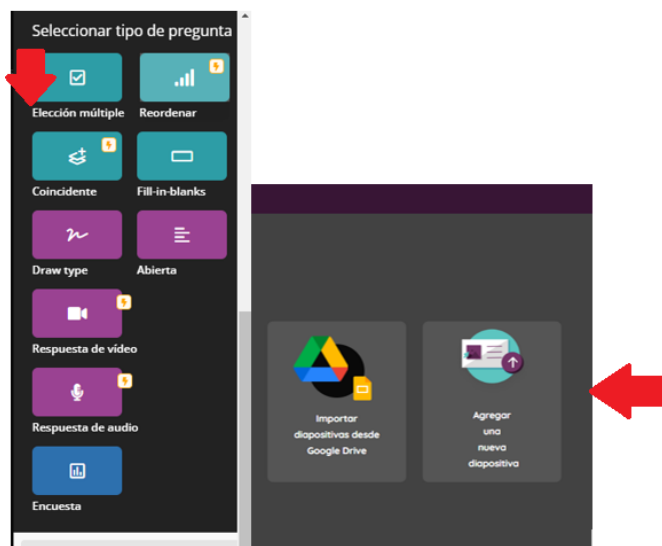 Seleccionar tipo de pregunta
Elección múltiple
Reordenar
Coincidente
Fill-in-blanks
Draw type
Abierta
Respuesta de vídeo
Respuesta de audio
Encuesta
Importar
diapositivas desde
Google Drive
Agregar
una
nueva
diapositiva